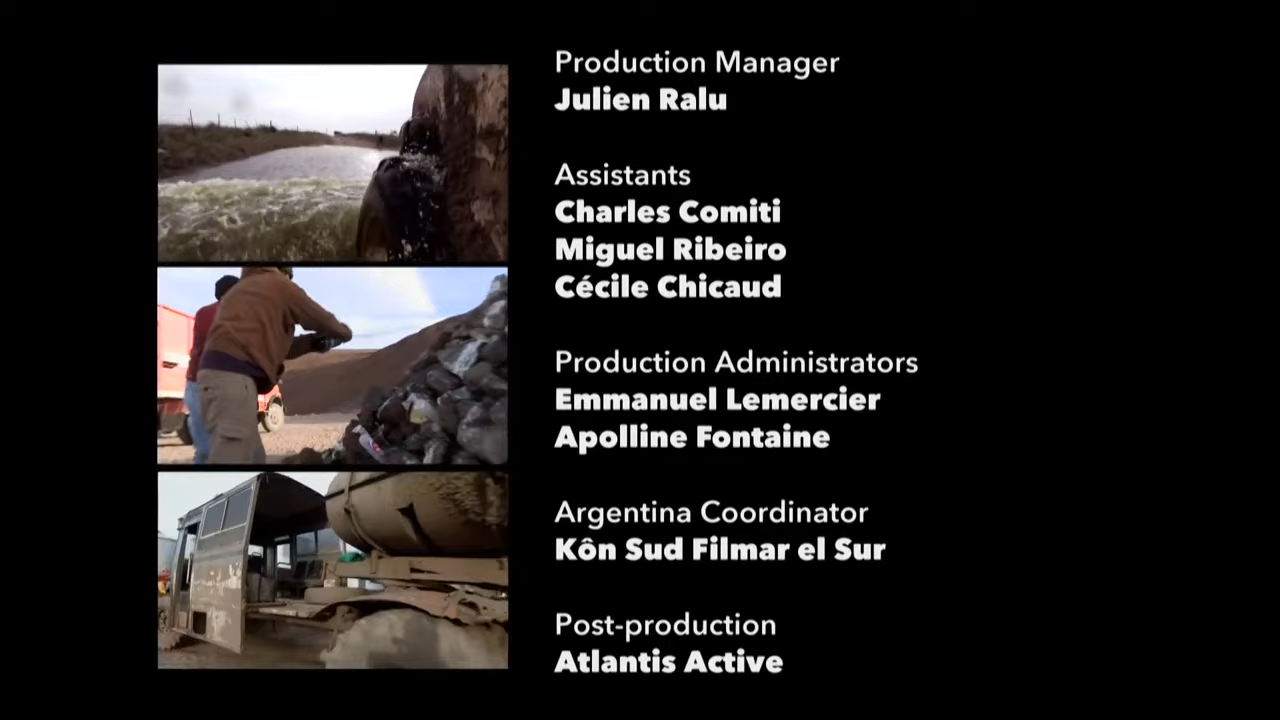 Production Manager
Julien Ralu
Assistants
Charles Comiti
Miguel Ribeiro
Cécile Chicaud
Production Administrators
Emmanuel Lemercier
Apolline Fontaine
Argentina Coordinator
Kôn Sud Filmar el Sur
Post-production
Atlantis Active